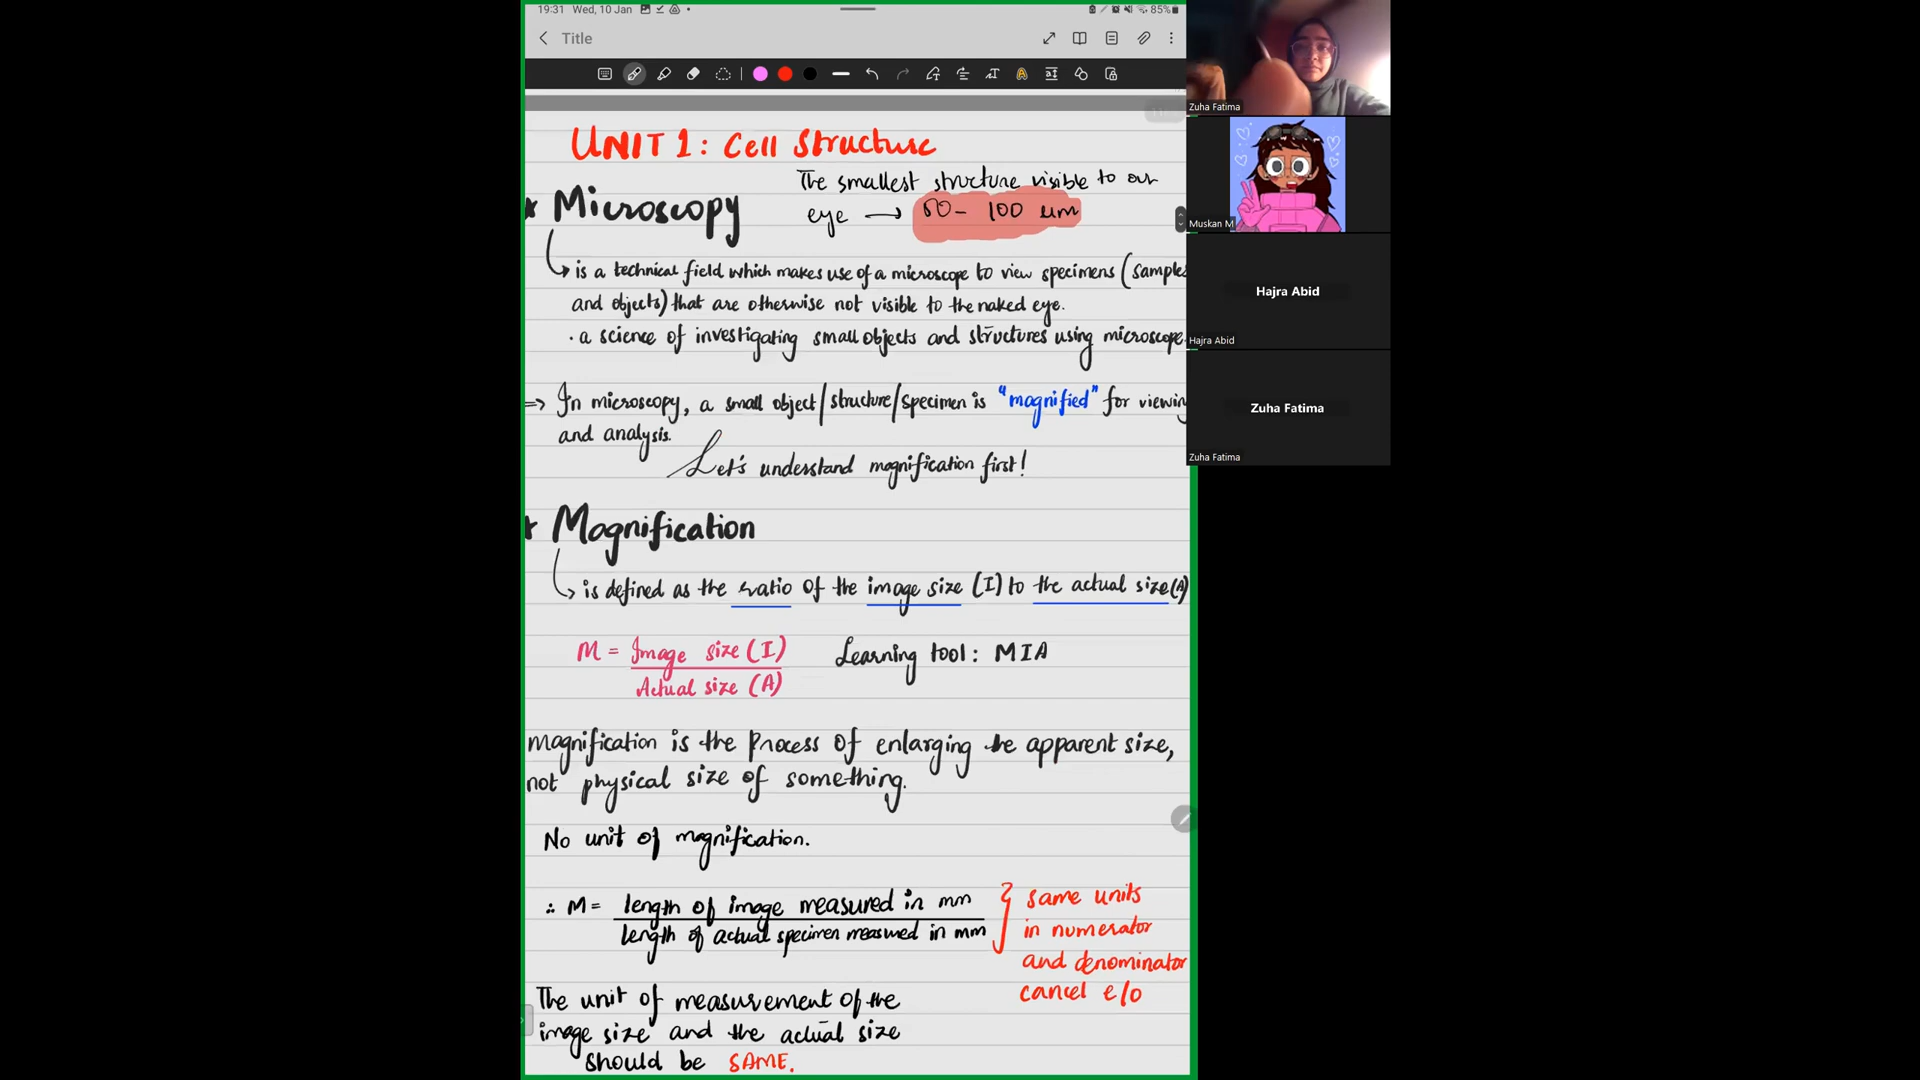 19:31 Wed, 10 Jan
85%
Title
UNIT 1: Cell Structure
The smallest structure visible to our
eye → 100 um
* Microscopy
↳ is a technical field which makes use of a microscope to view specimens (samples
and objects) that are otherwise not visible to the naked eye.
· a science of investigating small objects and structures using microscope
=> In microscopy, a small object/structure/specimen is "magnified" for viewing
and analysis.
Let's understand magnification first!
* Magnification
↳ is defined as the ratio of the image size (I) to the actual size (A)
M = Image size (I)
Actual size (A)
Learning tool: MIA
magnification is the process of enlarging the apparent size,
not physical size of something.
No unit of magnification.
∴ M = length of image measured in mm
length of actual specimen measured in mm
same units
in numerator
and denominator
cancel e/o
The unit of measurement of the
image size and the actual size
should be SAME.
Zuha Fatima
Muskan M
Hajra Abid
Hajra Abid
Zuha Fatima
Zuha Fatima